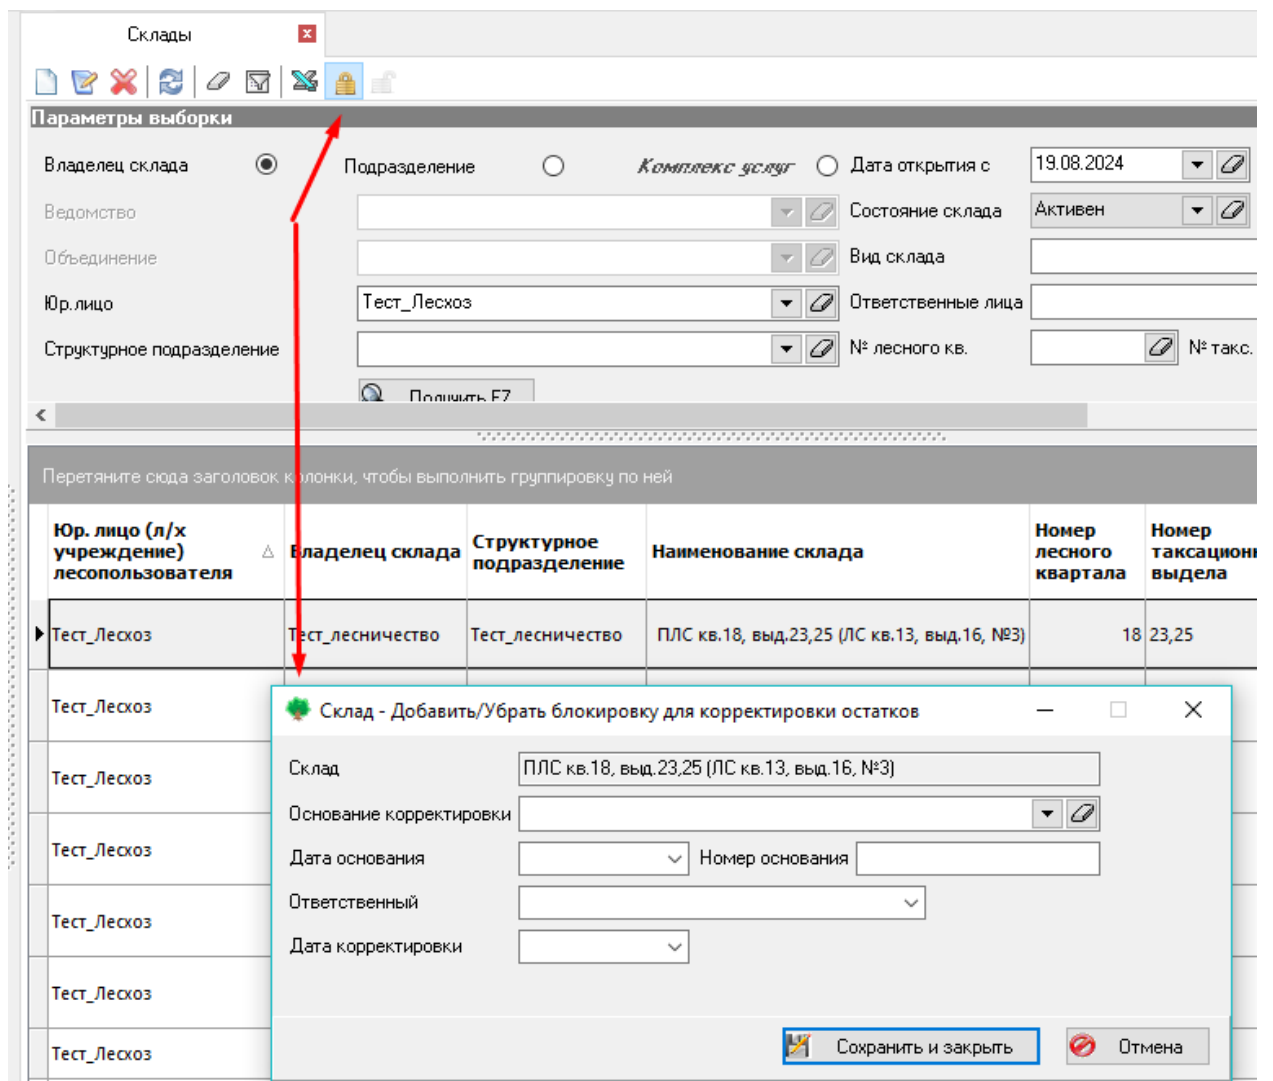 Склады
Параметры выборки
Владелец склада
Подразделение
Комплекс услуг
Дата открытия с
19.08.2024
Ведомство
Состояние склада
Активен
Объединение
Вид склада
Юр.лицо
Тест_Лесхоз
Ответственные лица
Структурное подразделение
№ лесного кв.
№ такс.
Получить F7
Перетяните сюда заголовок колонки, чтобы выполнить группировку по ней
Юр. лицо (л/х
учреждение)
лесопользователя
Владелец склада
Структурное
подразделение
Наименование склада
Номер
лесного
квартала
Номер
таксационн
выдела
Тест_Лесхоз
Тест_лесничество
Тест_лесничество
ПЛС кв.18, выд.23,25 (ЛС кв.13, выд.16, №3)
18
23,25
Тест_Лесхоз
Тест_Лесхоз
Тест_Лесхоз
Тест_Лесхоз
Тест_Лесхоз
Тест_Лесхоз
Склад - Добавить/Убрать блокировку для корректировки остатков
Склад
ПЛС кв.18, выд.23,25 (ЛС кв.13, выд.16, №3)
Основание корректировки
Дата основания
Номер основания
Ответственный
Дата корректировки
Сохранить и закрыть
Отмена